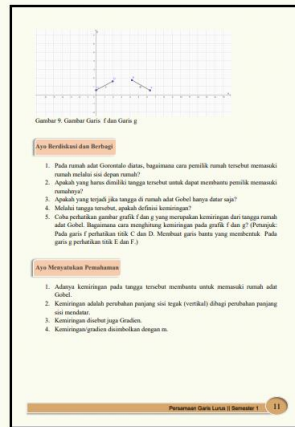 Gambar 9. Gambar Garis f dan Garis g
Ayo Berdiskusi dan Berbagi
1. Pada rumah adat Gorontalo diatas, bagaimana cara pemilik rumah tersebut memasuki
rumah melalui sisi depan rumah?
2. Apakah yang harus dimiliki tangga tersebut untuk dapat membantu pemilik memasuki
rumahnya?
3. Apakah yang terjadi jika tangga di rumah adat Gobel hanya datar saja?
4. Melalui tangga tersebut, apakah definisi kemiringan?
5. Coba perhatikan gambar grafik f dan g yang merupakan kemiringan dari tangga rumah
adat Gobel. Bagaimana cara menghitung kemiringan pada grafik f dan g? (Petunjuk:
Pada garis f perhatikan titik C dan D. Membuat garis bantu yang membentuk Pada
garis g perhatikan titik E dan F.)
Ayo Menyatukan Pemahaman
1. Adanya kemiringan pada tangga tersebut membantu untuk memasuki rumah adat
Gobel.
2. Kemiringan adalah perubahan panjang sisi tegak (vertikal) dibagi perubahan panjang
sisi mendatar.
3. Kemiringan disebut juga Gradien.
4. Kemiringan/gradien disimbolkan dengan m.
Persamaan Garis Lurus || Semester 1
11